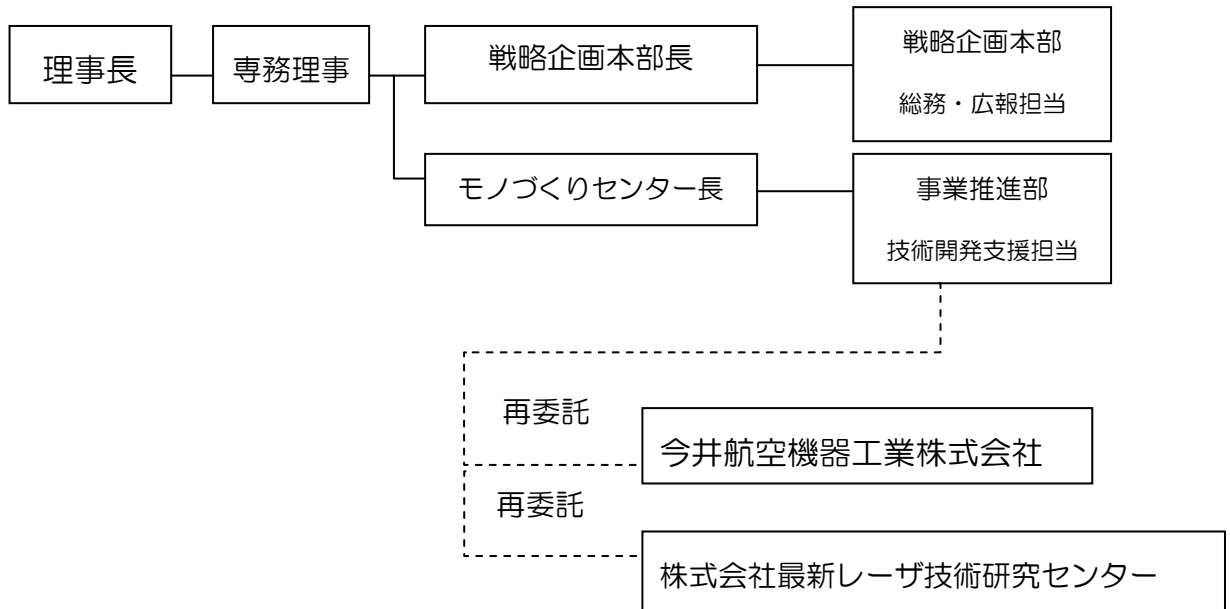 理事長
専務理事
戦略企画本部長
戦略企画本部
総務・広報担当
モノづくりセンター長
事業推進部
技術開発支援担当
再委託
今井航空機器工業株式会社
再委託
株式会社最新レーザ技術研究センター